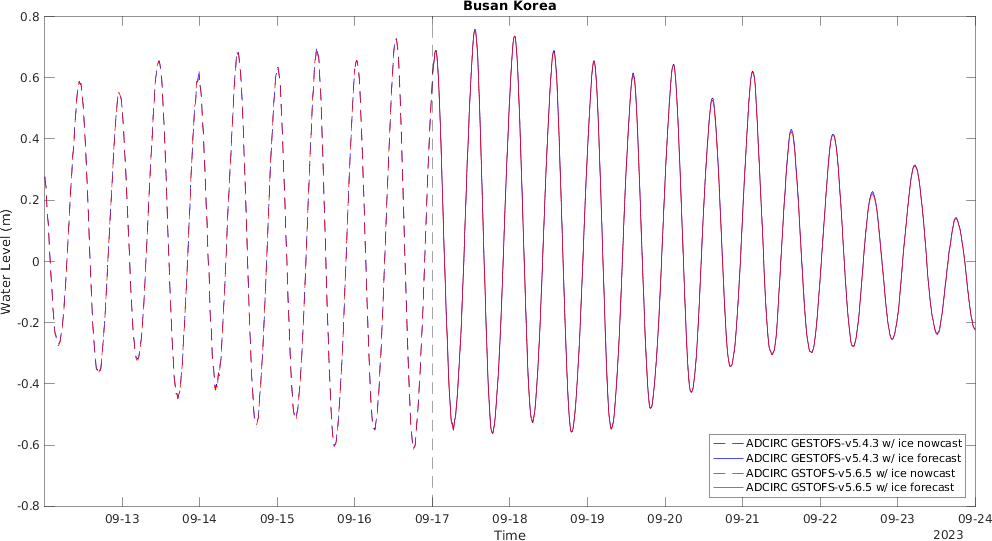 Busan Korea
0.8
0.6
0.4
0.2
0
-0.2
-0.4
-0.6
-0.8
Water Level (m)
ADCIRC GESTOFS-v5.4.3 w/ ice nowcast
ADCIRC GESTOFS-v5.4.3 w/ ice forecast
ADCIRC GSTOFS-v5.6.5 w/ ice nowcast
ADCIRC GSTOFS-v5.6.5 w/ ice forecast
09-13 09-14 09-15 09-16 09-17 09-18 09-19 09-20 09-21 09-22 09-23 09-24
Time
2023